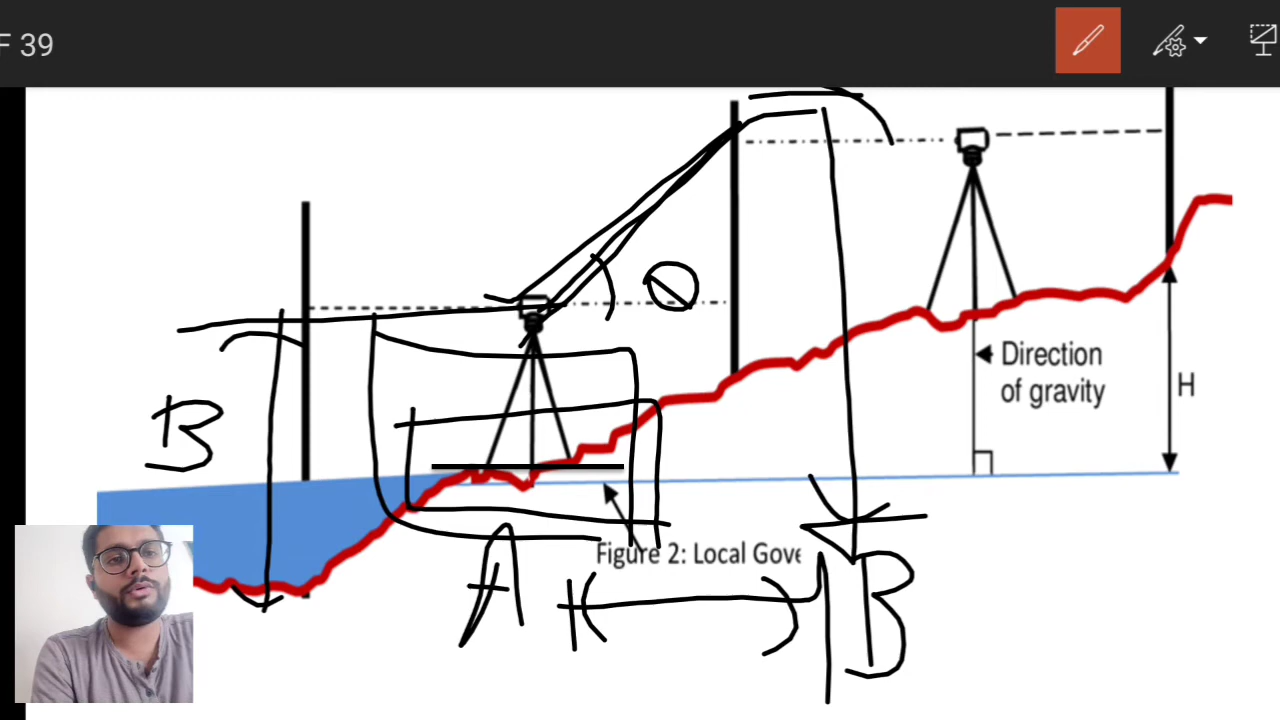 F 39
Θ
B
Direction
of gravity
H
Figure 2: Local Gove
A
B